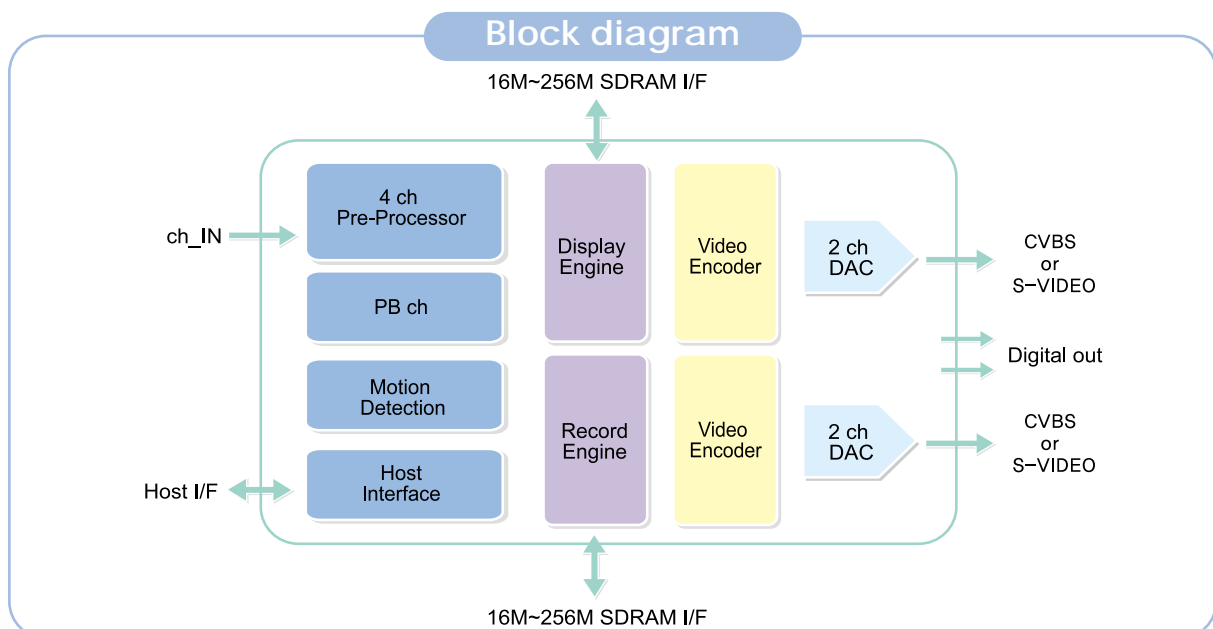 Block diagram
16M~256M SDRAM I/F
4 ch
Pre-Processor
ch_IN
PB ch
Motion
Detection
Host
Interface
Host I/F
Display
Engine
Record
Engine
Video
Encoder
Video
Encoder
2 ch
DAC
2 ch
DAC
CVBS
or
S-VIDEO
Digital out
CVBS
or
S-VIDEO
16M~256M SDRAM I/F